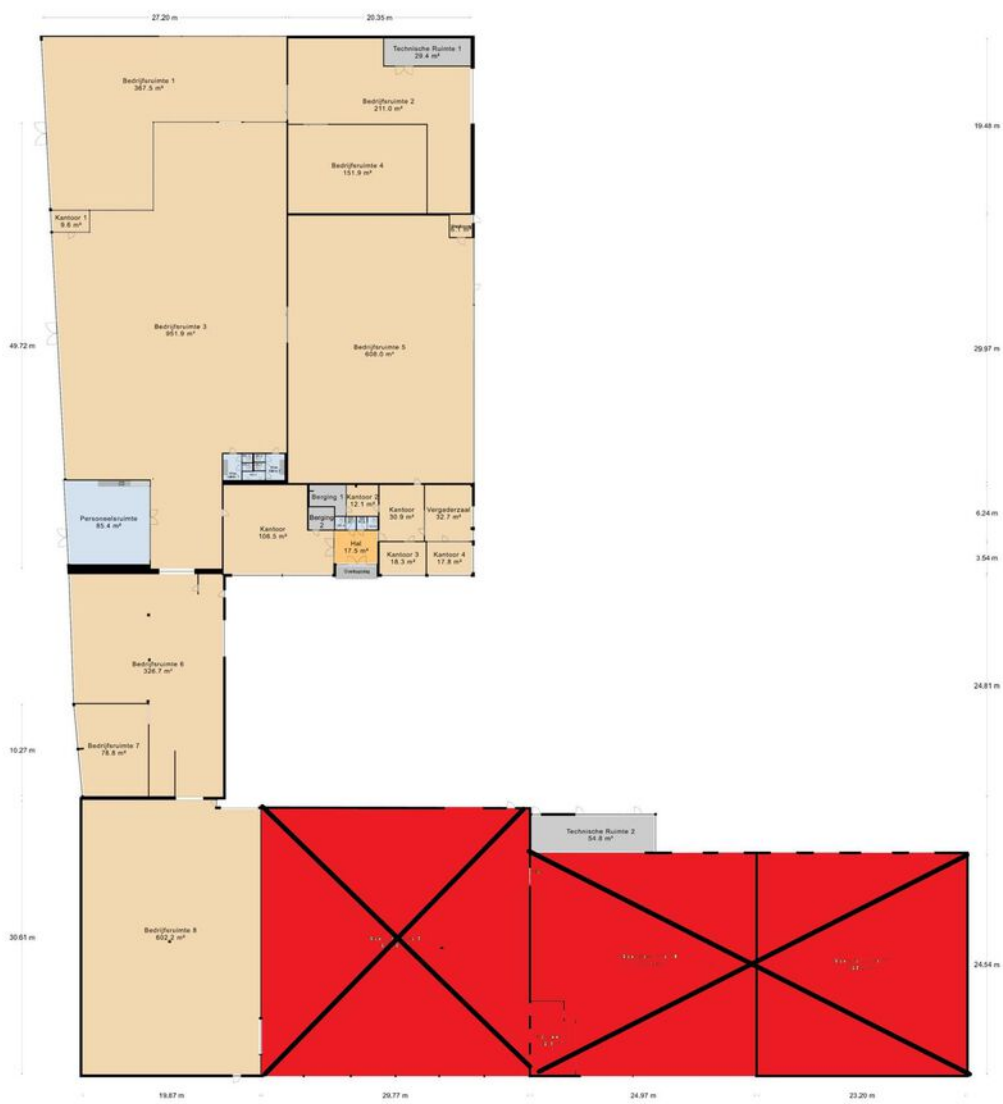 27.20 m
20.35 m
Technische Ruimte 1
29.4 m²
Bedrijfsruimte 1
367.5 m²
Bedrijfsruimte 2
211.0 m²
19.48 m
Bedrijfsruimte 4
151.9 m²
Kantoor 1
9.6 m²
Bedrijfsruimte 3
951.9 m²
49.72 m
Bedrijfsruimte 5
608.0 m²
29.97 m
Berging 1
Kantoor 2
12.1 m²
Kantoor
30.9 m²
Vergaderzaal
32.7 m²
6.24 m
Personeelsruimte
85.4 m²
Berging
2
Kantoor
106.5 m²
Hal
17.5 m²
Kantoor 3
18.3 m²
Kantoor 4
17.8 m²
3.54 m
Bedrijfsruimte 6
326.7 m²
24.81 m
Bedrijfsruimte 7
78.8 m²
10.27 m
Technische Ruimte 2
54.8 m²
Bedrijfsruimte 8
602.2 m²
30.61 m
24.54 m
19.87 m
29.77 m
24.97 m
23.20 m